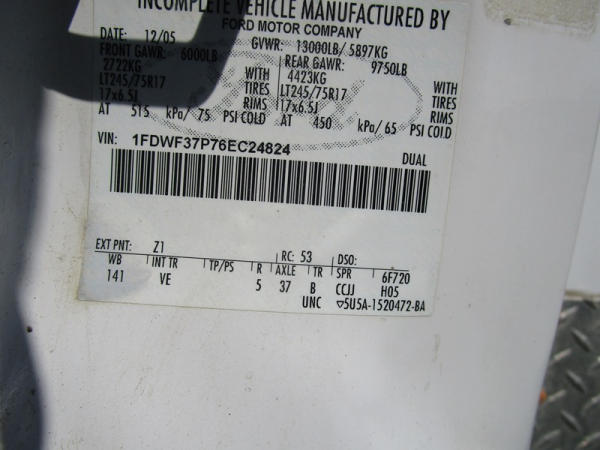 INCOMPLETE VEHICLE MANUFACTURED BY
FORD MOTOR COMPANY
DATE: 12/05 GVWR: 13000LB/ 5897KG
FRONT GAWR: 6000LB REAR GAWR: 9750LB
2722KG WITH 4423KG WITH
LT245/75R17 TIRES LT245/75R17 TIRES
17x6.5J RIMS 17x6.5J RIMS
AT 515 kPa/ 75 PSI COLD AT 450 kPa/ 65 PSI COLD
VIN: 1FDWF37P76EC24824
DUAL
EXT PNT: Z1 RC: 53 DSO:
WB INT TR TP/PS R AXLE TR SPR 6F720
141 VE 5 37 B CCJJ H05
UNC ▽5U5A-1520472-BA